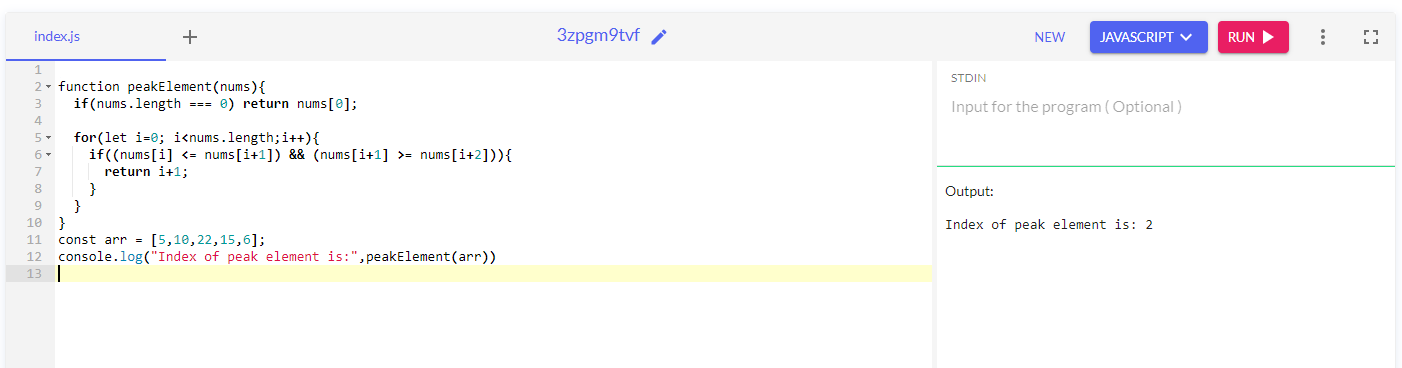 index.js
+
3zpgm9tvf
NEW
JAVASCRIPT
RUN
1
2 function peakElement(nums){
3 if(nums.length === 0) return nums[0];
4
5 for(let i=0; i<nums.length;i++){
6 if((nums[i] <= nums[i+1]) && (nums[i+1] >= nums[i+2])){
7 return i+1;
8 }
9 }
10 }
11 const arr = [5,10,22,15,6];
12 console.log("Index of peak element is:",peakElement(arr))
13
STDIN
Input for the program ( Optional )
Output:
Index of peak element is: 2